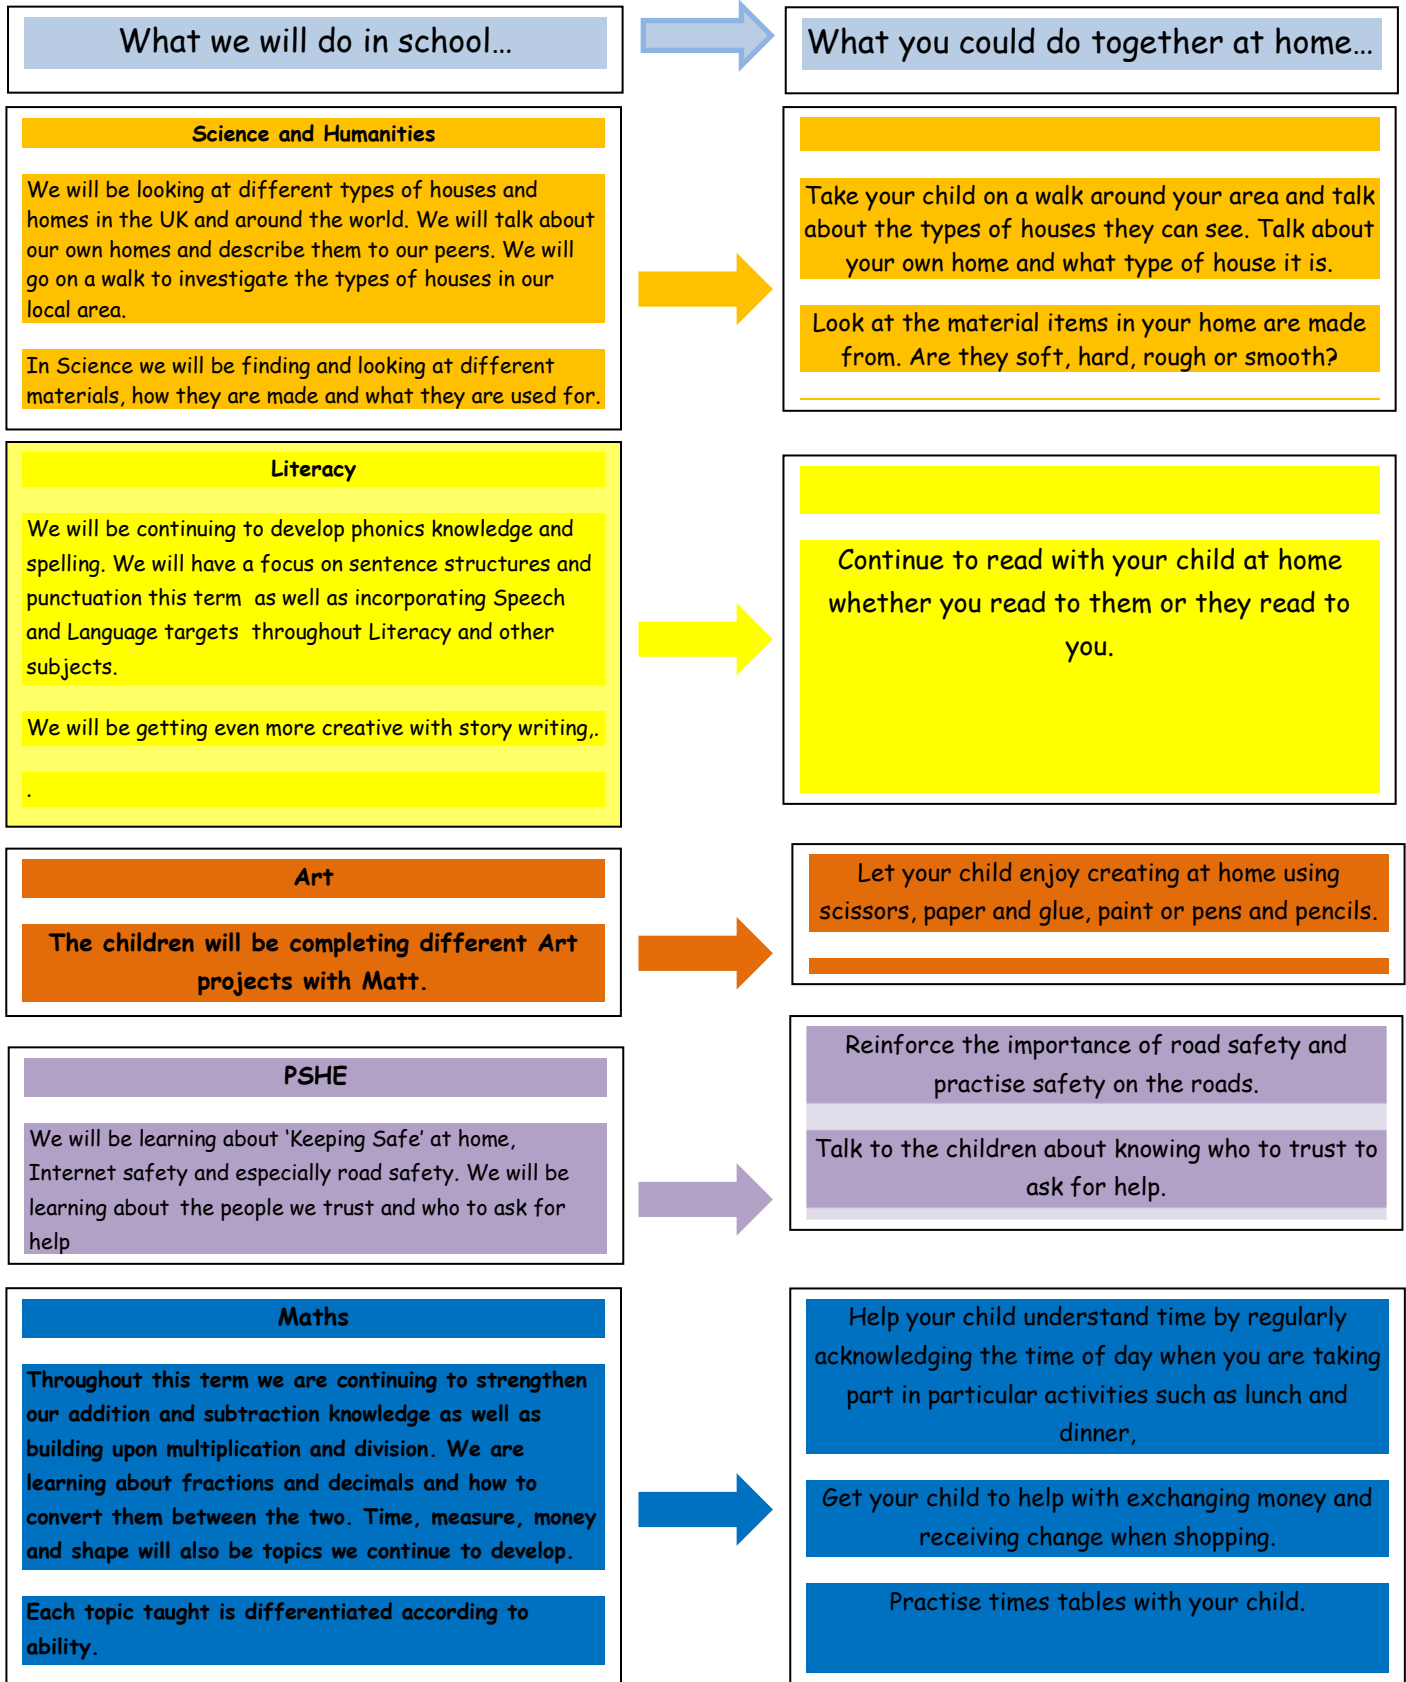 What we will do in school...
What you could do together at home...
Science and Humanities
We will be looking at different types of houses and
homes in the UK and around the world. We will talk about
our own homes and describe them to our peers. We will
go on a walk to investigate the types of houses in our
local area.
In Science we will be finding and looking at different
materials, how they are made and what they are used for.
Take your child on a walk around your area and talk
about the types of houses they can see. Talk about
your own home and what type of house it is.
Look at the material items in your home are made
from. Are they soft, hard, rough or smooth?
Literacy
We will be continuing to develop phonics knowledge and
spelling. We will have a focus on sentence structures and
punctuation this term as well as incorporating Speech
and Language targets throughout Literacy and other
subjects.
We will be getting even more creative with story writing,.
.
Continue to read with your child at home
whether you read to them or they read to
you.
Art
The children will be completing different Art
projects with Matt.
Let your child enjoy creating at home using
scissors, paper and glue, paint or pens and pencils.
PSHE
We will be learning about ‘Keeping Safe’ at home,
Internet safety and especially road safety. We will be
learning about the people we trust and who to ask for
help
Reinforce the importance of road safety and
practise safety on the roads.
Talk to the children about knowing who to trust to
ask for help.
Maths
Throughout this term we are continuing to strengthen
our addition and subtraction knowledge as well as
building upon multiplication and division. We are
learning about fractions and decimals and how to
convert them between the two. Time, measure, money
and shape will also be topics we continue to develop.
Each topic taught is differentiated according to
ability.
Help your child understand time by regularly
acknowledging the time of day when you are taking
part in particular activities such as lunch and
dinner,
Get your child to help with exchanging money and
receiving change when shopping.
Practise times tables with your child.